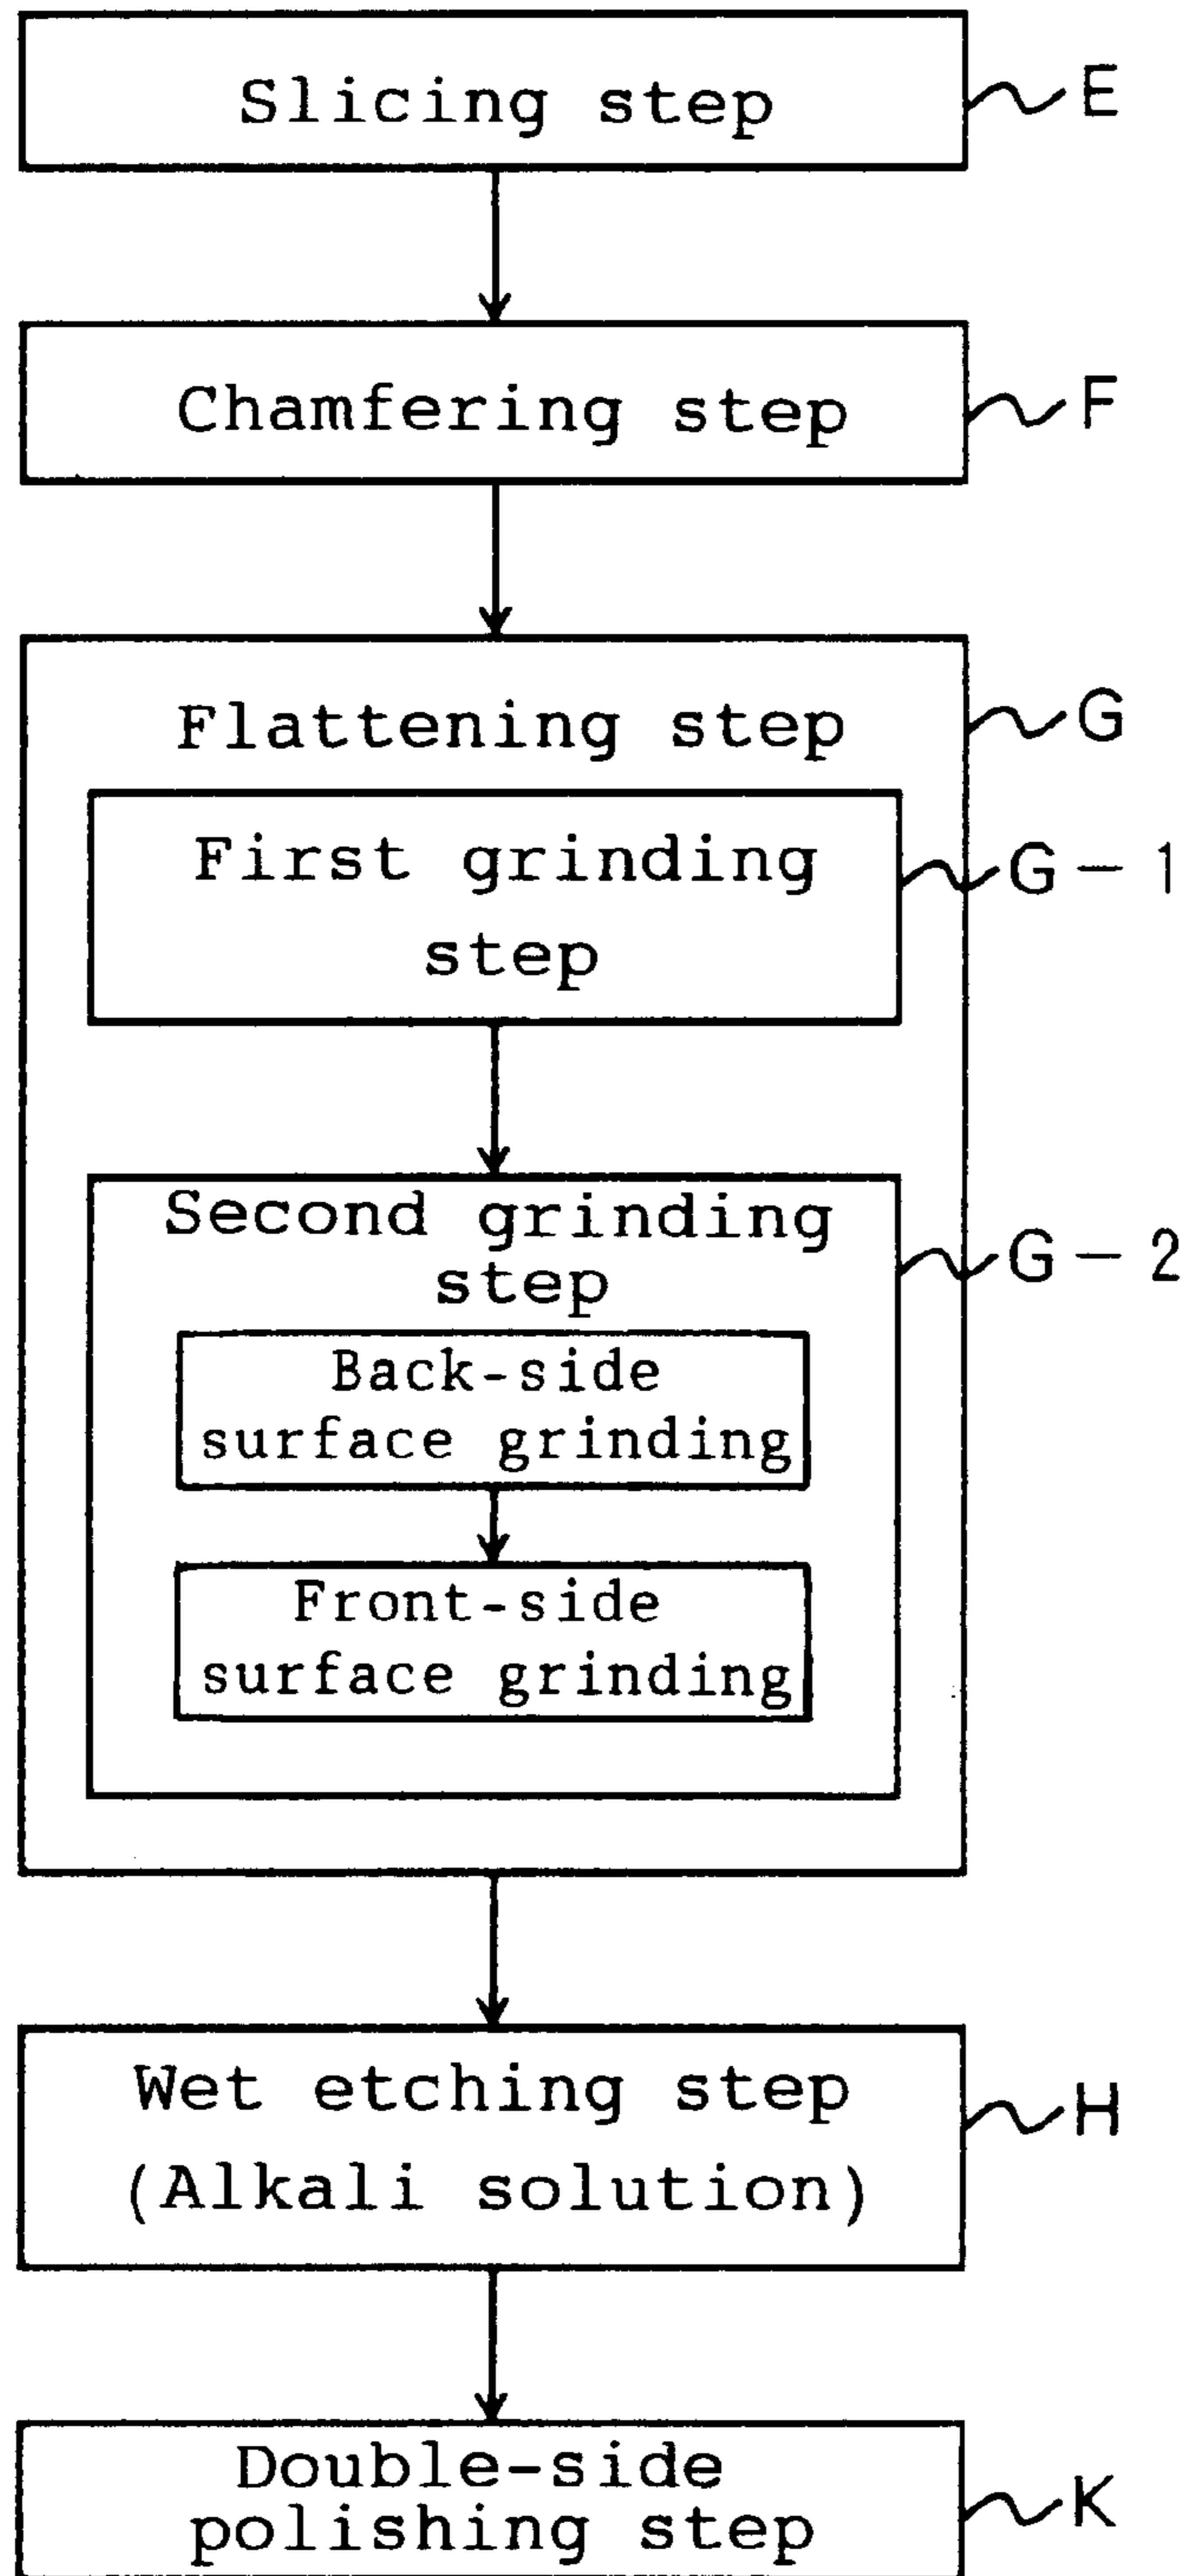 Slicing step
E
Chamfering step
F
Flattening step
G
First grinding
step
G-1
Second grinding
step
G-2
Back-side
surface grinding
Front-side
surface grinding
Wet etching step
(Alkali solution)
H
Double-side
polishing step
K